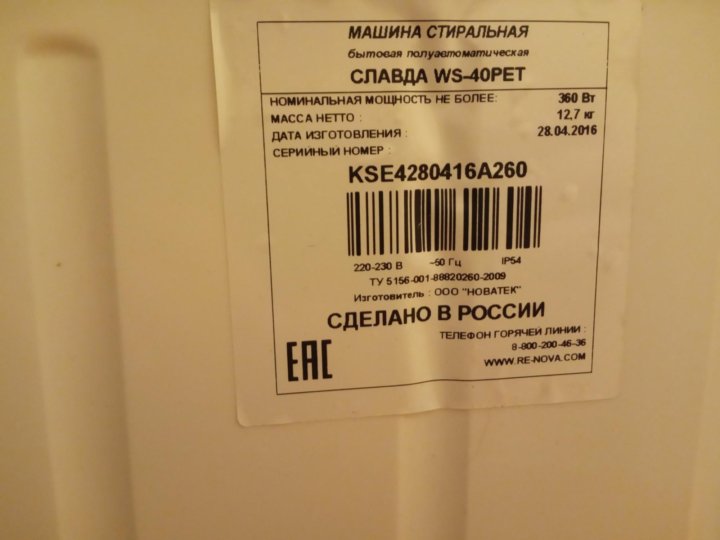 МАШИНА СТИРАЛЬНАЯ
бытовая полуавтоматическая
СЛАВДА WS-40PET
НОМИНАЛЬНАЯ МОЩНОСТЬ НЕ БОЛЕЕ: 360 Вт
МАССА НЕТТО : 12,7 кг
ДАТА ИЗГОТОВЛЕНИЯ : 28.04.2016
СЕРИЙНЫЙ НОМЕР :
KSE4280416A260
220-230 В ~50 Гц IP54
ТУ 5156-001-88820260-2009
Изготовитель : ООО "НОВАТЕК"
СДЕЛАНО В РОССИИ
ТЕЛЕФОН ГОРЯЧЕЙ ЛИНИИ :
8-800-200-46-36
WWW.RE-NOVA.COM
EAC